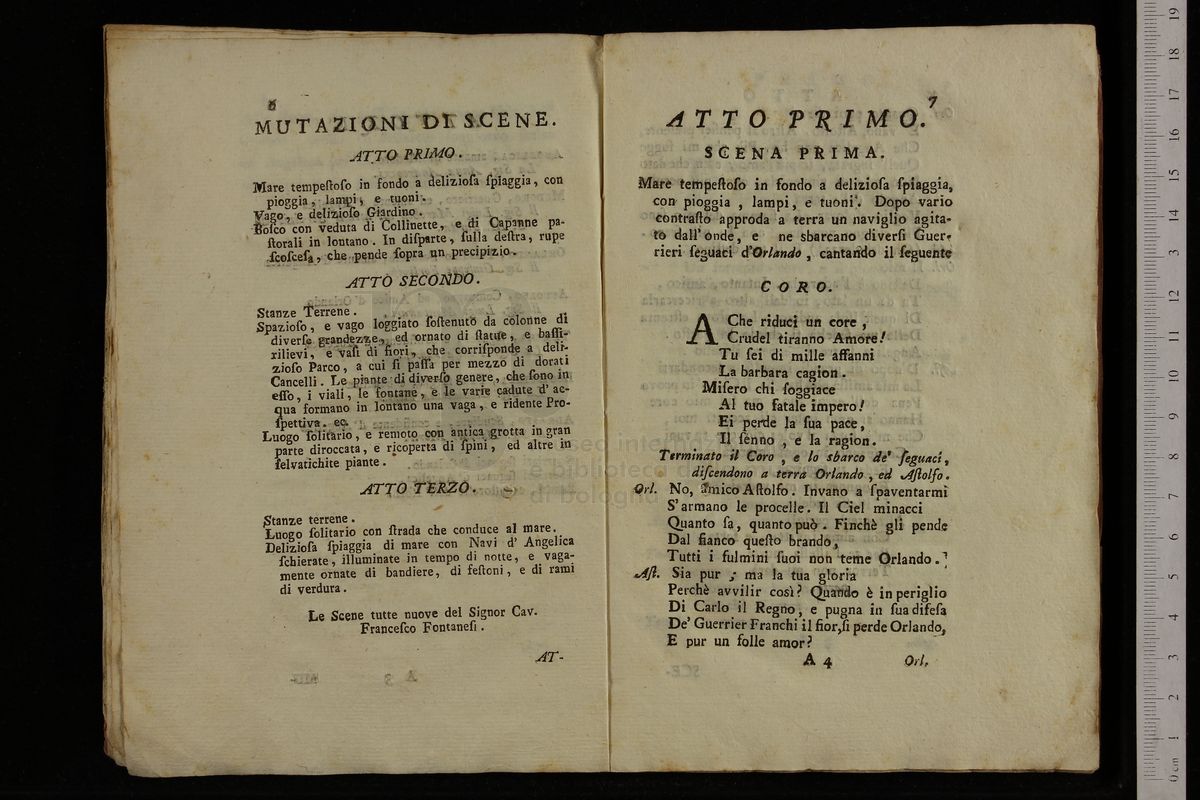 6
MUTAZIONI DI SCENE.
ATTO PRIMO.
Mare tempeſtoſo in fondo a delizioſa ſpiaggia, con
pioggia, lampi, e tuoni.
Vago, e delizioſo Giardino.
Boſco con veduta di Collinette, e di Capanne pa-
ſtorali in lontano. In diſparte, ſulla deſtra, rupe
ſcoſceſa, che pende ſopra un precipizio.
ATTO SECONDO.
Stanze Terrene.
Spazioſo, e vago loggiato ſoſtenuto da colonne di
diverſe grandezze, ed ornato di ſtatue, e baſſi-
rilievi, e vaſi di fiori, che corriſponde a deli-
zioſo Parco, a cui ſi paſſa per mezzo di dorati
Cancelli. Le piante di diverſo genere, che ſono in
eſſo, i viali, le fontane, e le varie cadute d' ac-
qua formano in lontano una vaga, e ridente Pro-
ſpettiva. ec.
Luogo ſolitario, e remoto con antica grotta in gran
parte diroccata, e ricoperta di ſpini, ed altre in
ſelvatichite piante.
ATTO TERZO.
Stanze terrene.
Luogo ſolitario con ſtrada che conduce al mare.
Delizioſa ſpiaggia di mare con Navi d' Angelica
ſchierate, illuminate in tempo di notte, e vaga-
mente ornate di bandiere, di feſtoni, e di rami
di verdura.
Le Scene tutte nuove del Signor Cav.
Franceſco Fontaneſi.
AT-
7
ATTO PRIMO.
SCENA PRIMA.
Mare tempeſtoſo in fondo a delizioſa ſpiaggia,
con pioggia, lampi, e tuoni. Dopo vario
contraſto approda a terra un naviglio agita-
to dall' onde, e ne sbarcano diverſi Guer-
rieri ſeguaci d'Orlando, cantando il ſeguente
CORO.
A Che riduci un core,
Crudel tiranno Amore!
Tu ſei di mille affanni
La barbara cagion.
Miſero chi ſoggiace
Al tuo fatale impero!
Ei perde la ſua pace,
Il ſenno, e la ragion.
Terminato il Coro, e lo sbarco de' ſeguaci,
diſcendono a terra Orlando, ed Aſtolfo.
Orl. No, amico Aſtolfo. Invano a ſpaventarmi
S' armano le procelle. Il Ciel minacci
Quanto ſa, quanto può. Finchè gli pende
Dal fianco queſto brando,
Tutti i fulmini ſuoi non teme Orlando.
Aſt. Sia pur; ma la tua gloria
Perchè avvilir così? Quando è in periglio
Di Carlo il Regno, e pugna in ſua difeſa
De' Guerrier Franchi il fior, ſi perde Orlando,
E pur un folle amor?
A 4 Orl.